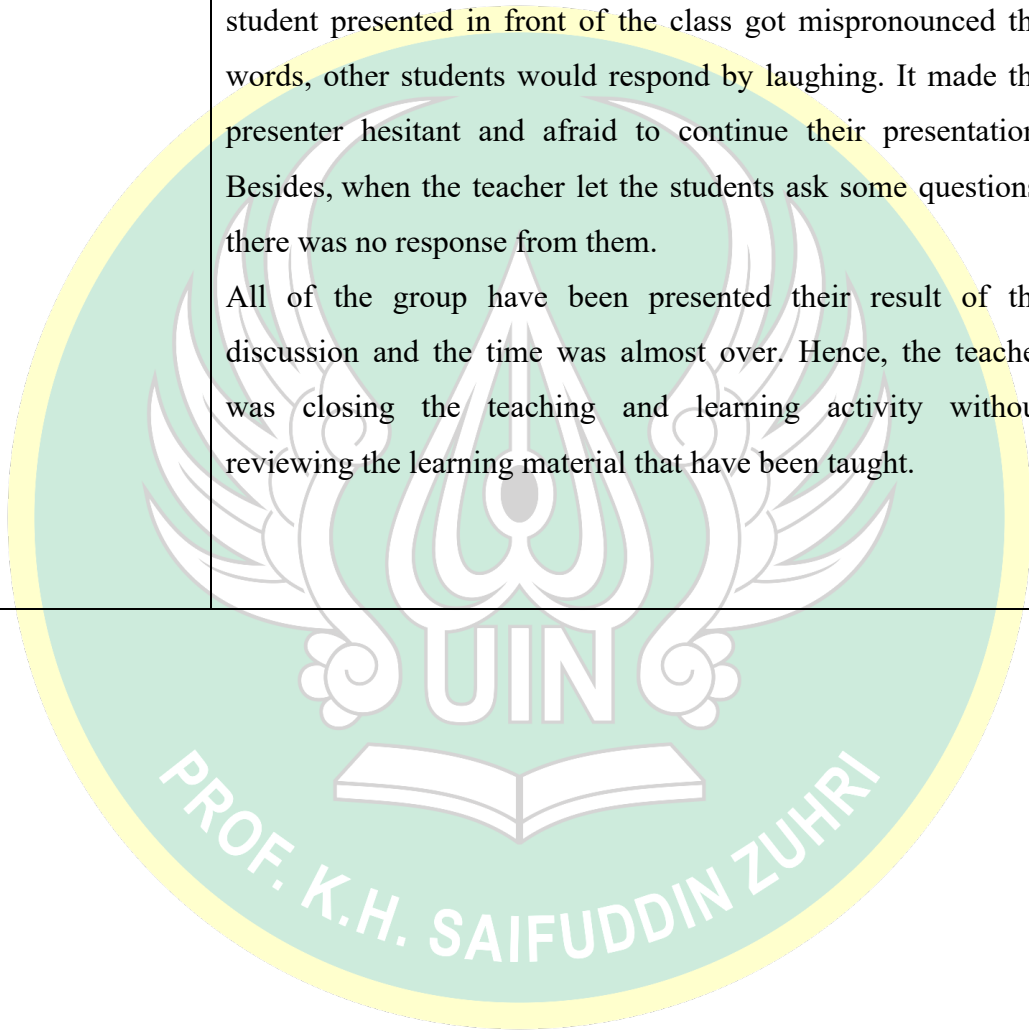 student presented in front of the class got mispronounced th
words, other students would respond by laughing. It made th
presenter hesitant and afraid to continue their presentation
Besides, when the teacher let the students ask some questions
there was no response from them.
All of the group have been presented their result of th
discussion and the time was almost over. Hence, the teache
was closing the teaching and learning activity withou
reviewing the learning material that have been taught.
UIN
PROF. K.H. SAIFUDDIN ZUHRI